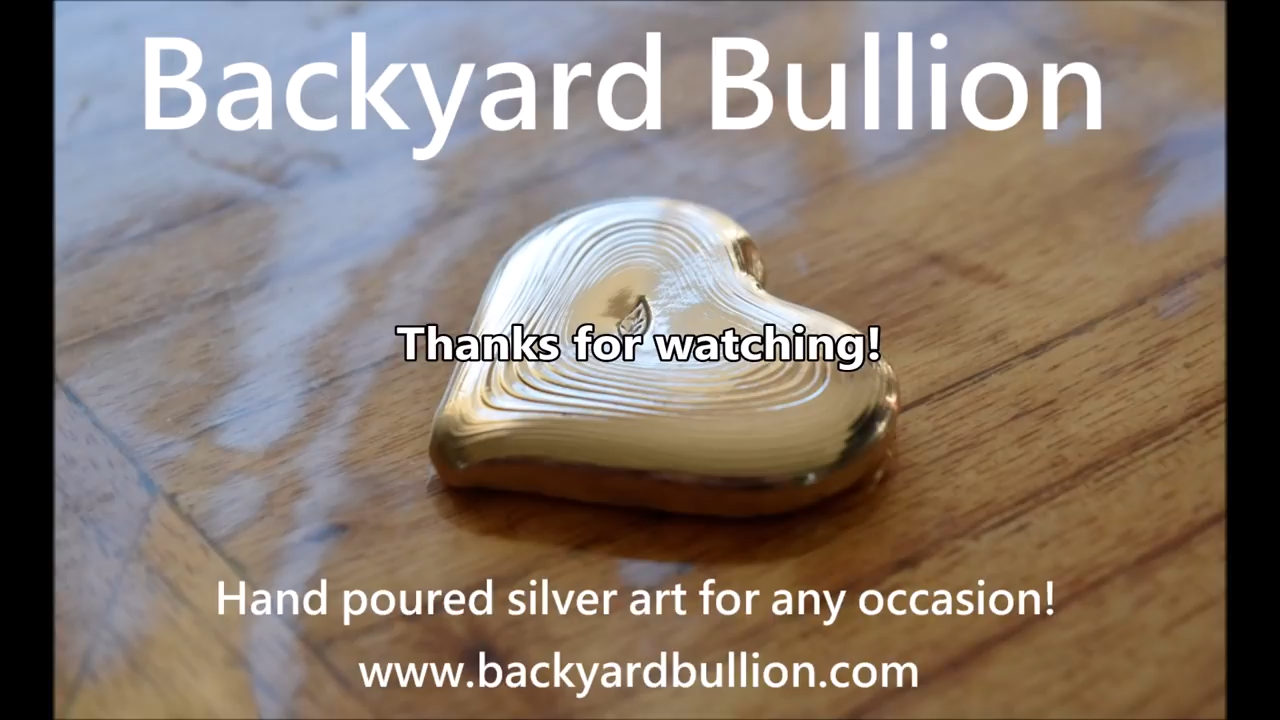 Backyard Bullion
Thanks for watching!
Hand poured silver art for any occasion!
www.backyardbullion.com